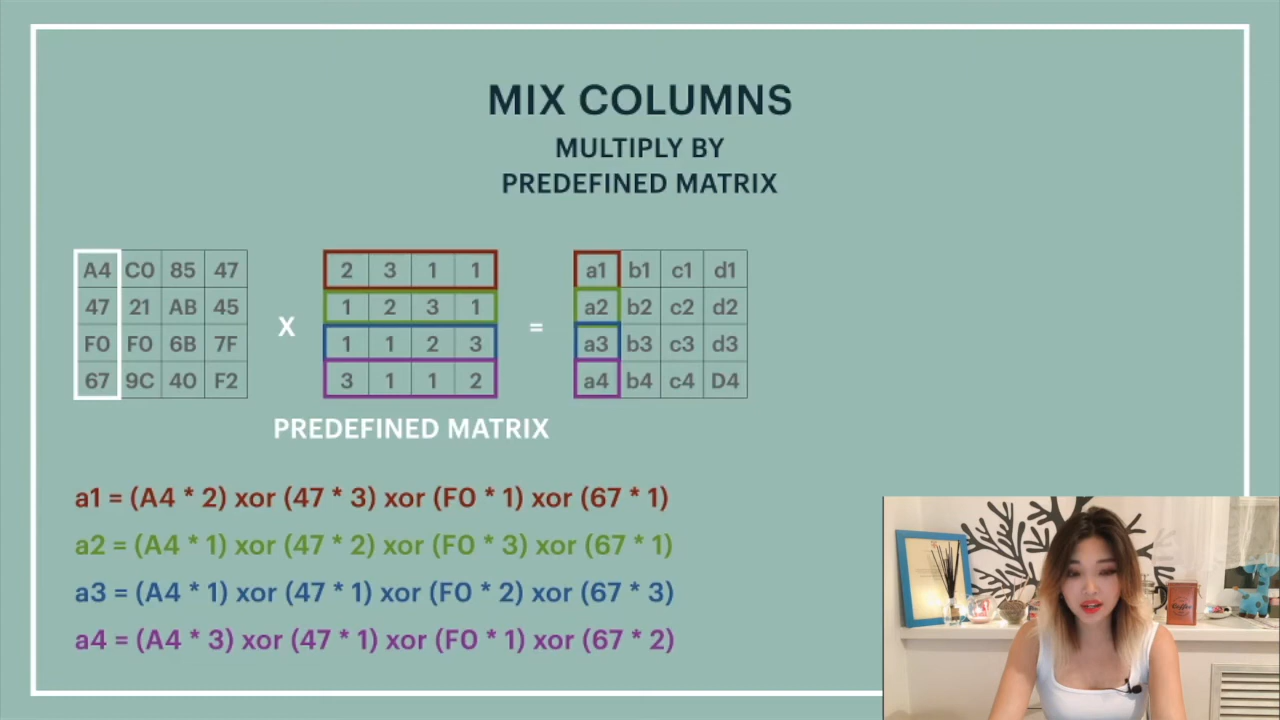 MIX COLUMNS
MULTIPLY BY
PREDEFINED MATRIX
A4 C0 85 47
47 21 AB 45
F0 F0 6B 7F
67 9C 40 F2
X
2 3 1 1
1 2 3 1
1 1 2 3
3 1 1 2
=
a1 b1 c1 d1
a2 b2 c2 d2
a3 b3 c3 d3
a4 b4 c4 D4
PREDEFINED MATRIX
a1 = (A4 * 2) xor (47 * 3) xor (F0 * 1) xor (67 * 1)
a2 = (A4 * 1) xor (47 * 2) xor (F0 * 3) xor (67 * 1)
a3 = (A4 * 1) xor (47 * 1) xor (F0 * 2) xor (67 * 3)
a4 = (A4 * 3) xor (47 * 1) xor (F0 * 1) xor (67 * 2)